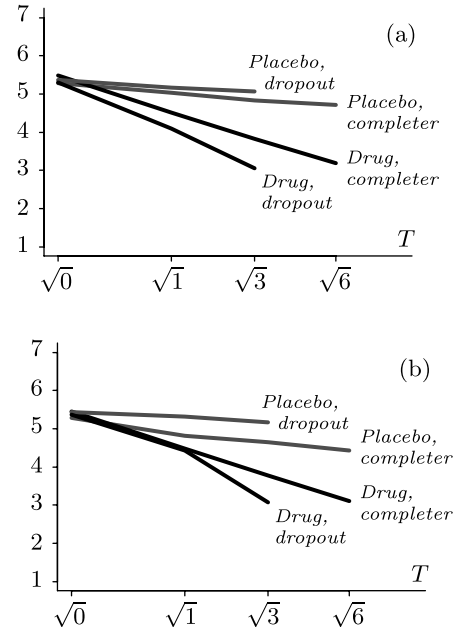 7
(a)
6
Placebo,
dropout
5
Placebo,
completer
4
Drug,
completer
3
Drug,
dropout
2
1
T
√0 √1 √3 √6
7
(b)
6
Placebo,
dropout
5
Placebo,
completer
4
Drug,
completer
3
Drug,
dropout
2
1
T
√0 √1 √3 √6